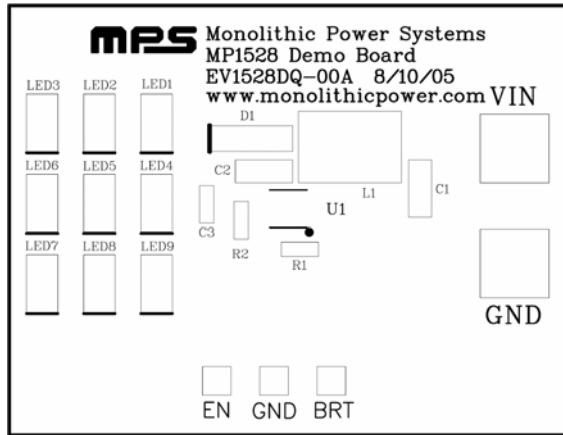 mps Monolithic Power Systems
MP1528 Demo Board
EV1528DQ-00A 8/10/05
www.monolithicpower.com VIN
LED3 LED2 LED1
D1
LED6 LED5 LED4
C2
L1
C1
U1
C3
R2
R1
LED7 LED8 LED9
GND
EN GND BRT